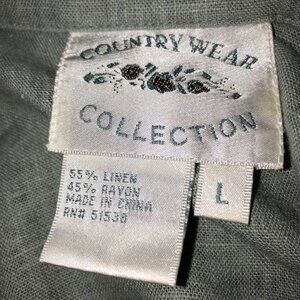 COUNTRY WEAR
COLLECTION
55% LINEN
45% RAYON
MADE IN CHINA
RN# 51538
L